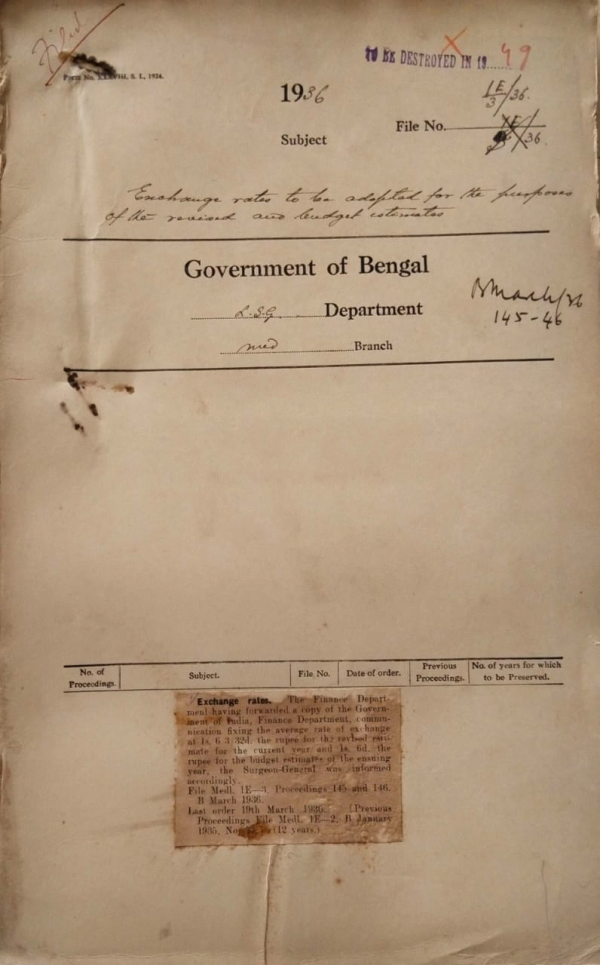 Filed
Form No. S. I., 1924.
TO BE DESTROYED IN 19......49
1936
1E/3/36.
File No.
Subject
Exchange rates to be adopted for the purposes
of the revised and budget estimates
Government of Bengal
L.S.G. Department
Med Branch
B March/36
145-46
No. of Proceedings.
Subject.
File No.
Date of order.
Previous Proceedings.
No. of years for which to be Preserved.
Exchange rates. The Finance Depart-
ment having forwarded a copy of the Govern-
ment of India, Finance Department, commu-
nication fixing the average rate of exchange
at 1s. 6 3/32d. the rupee for the revised esti-
mate for the current year and 1s. 6d. the
rupee for the budget estimates of the ensuing
year, the Surgeon-General was informed
accordingly.
File Medl. 1E—3, Proceedings 145 and 146,
B March 1936.
Last order 19th March 1936. (Previous
Proceedings File Medl. 1E—2, B January
1935, Nos. (12 years.)